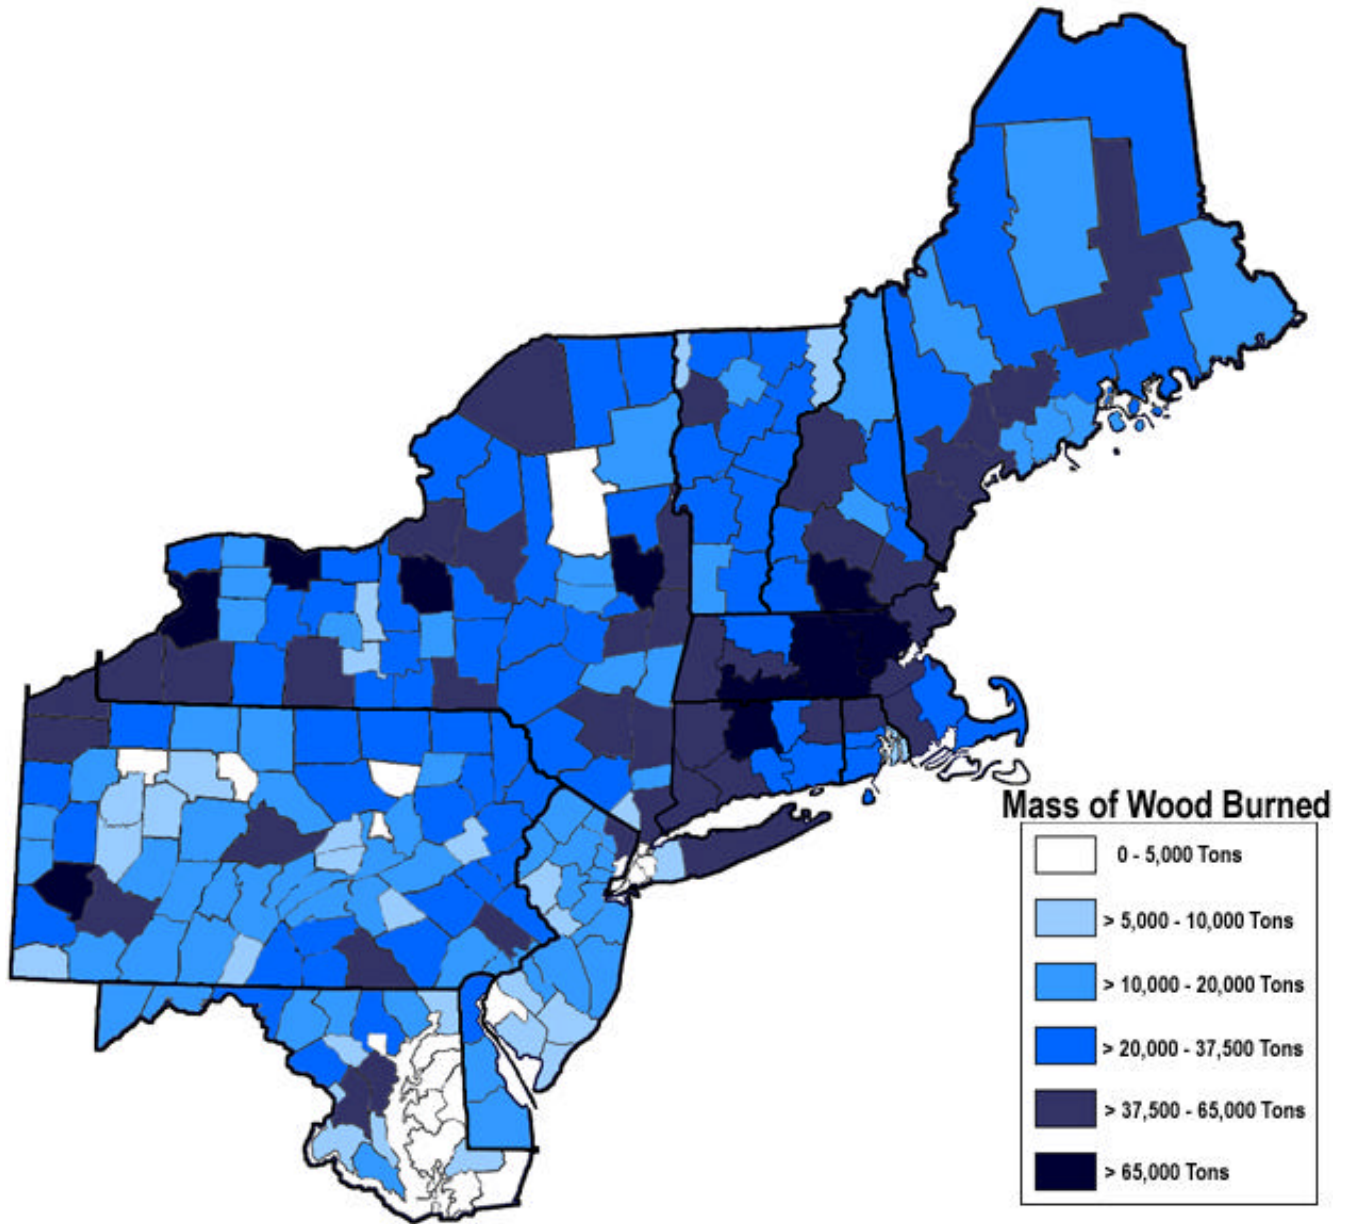 Mass of Wood Burned
0 - 5,000 Tons
> 5,000 - 10,000 Tons
> 10,000 - 20,000 Tons
> 20,000 - 37,500 Tons
> 37,500 - 65,000 Tons
> 65,000 Tons